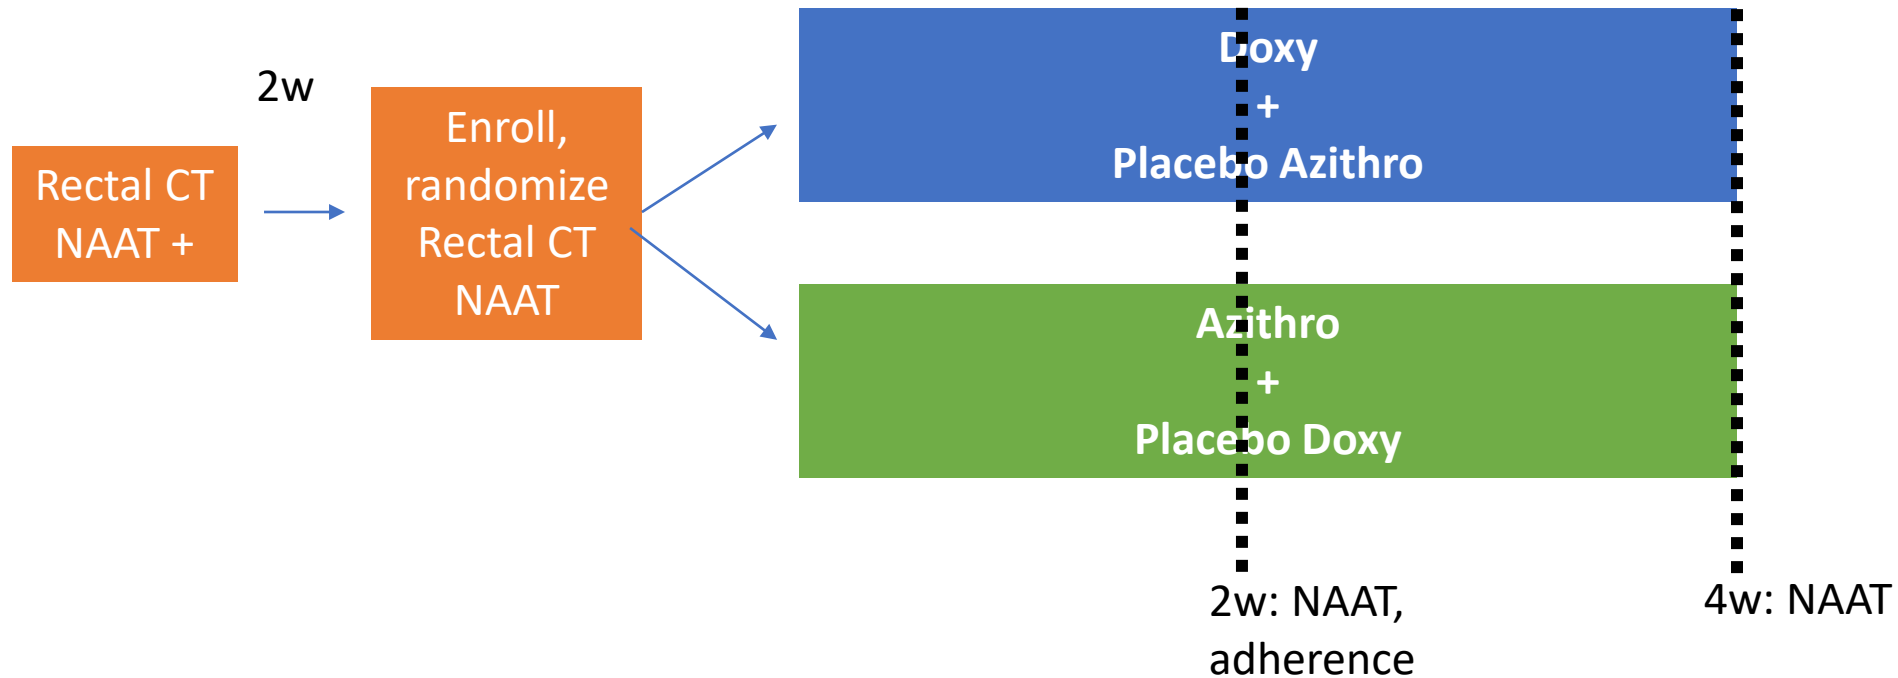 Rectal CT
NAAT +
2w
Enroll,
randomize
Rectal CT
NAAT
Doxy
+
Placebo Azithro
Azithro
+
Placebo Doxy
2w: NAAT,
adherence
4w: NAAT